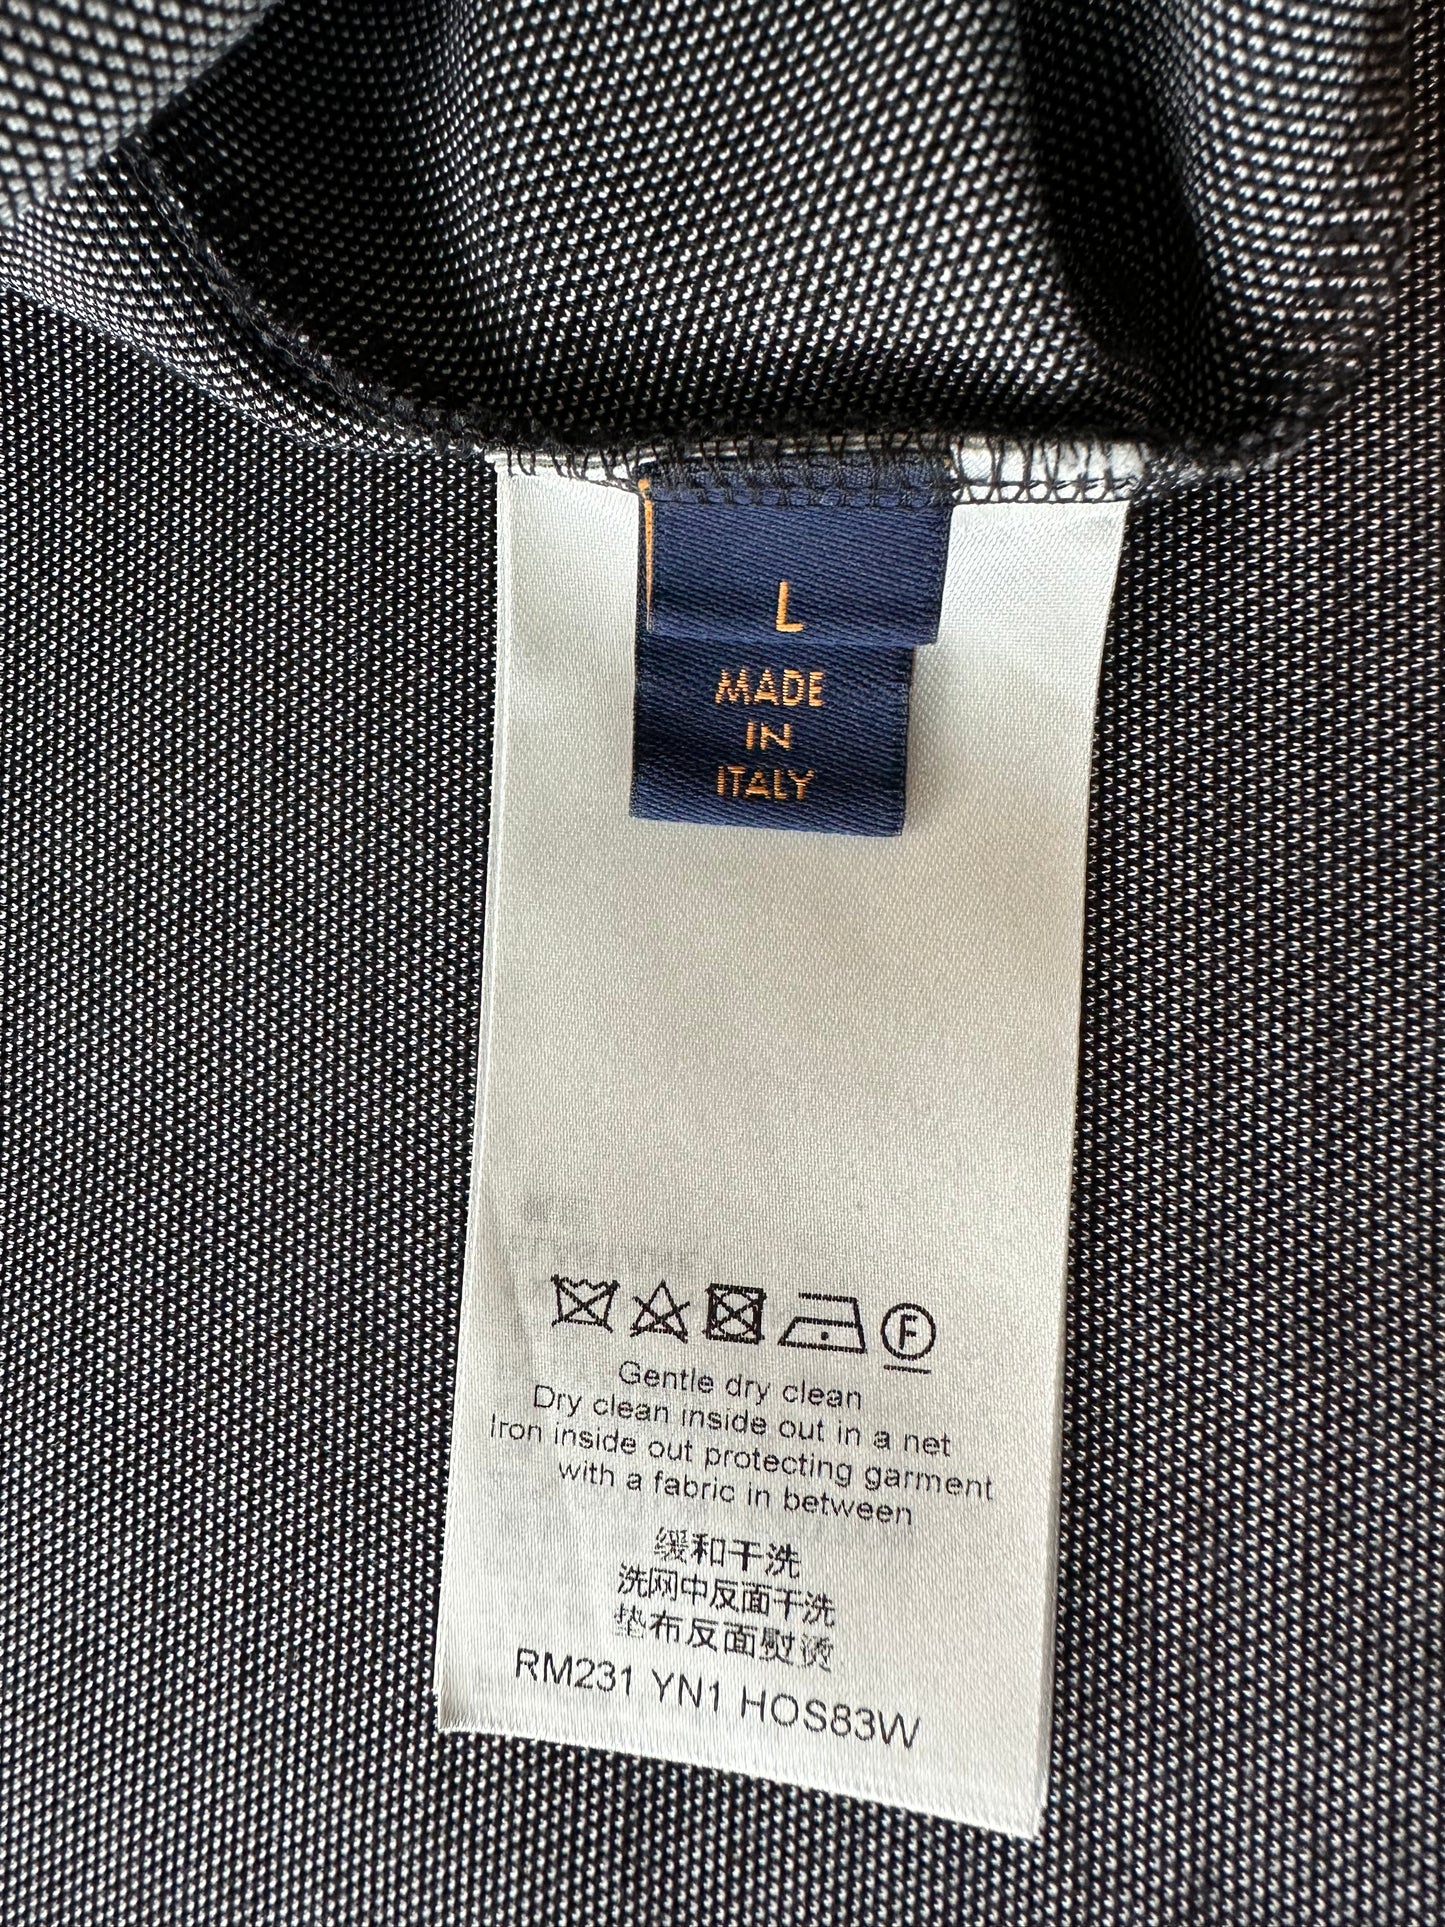 L
MADE
IN
ITALY
F
Gentle dry clean
Dry clean inside out in a net
Iron inside out protecting garment
with a fabric in between
缓和干洗
洗网中反面干洗
垫布反面熨烫
RM231 YN1 HOS83W